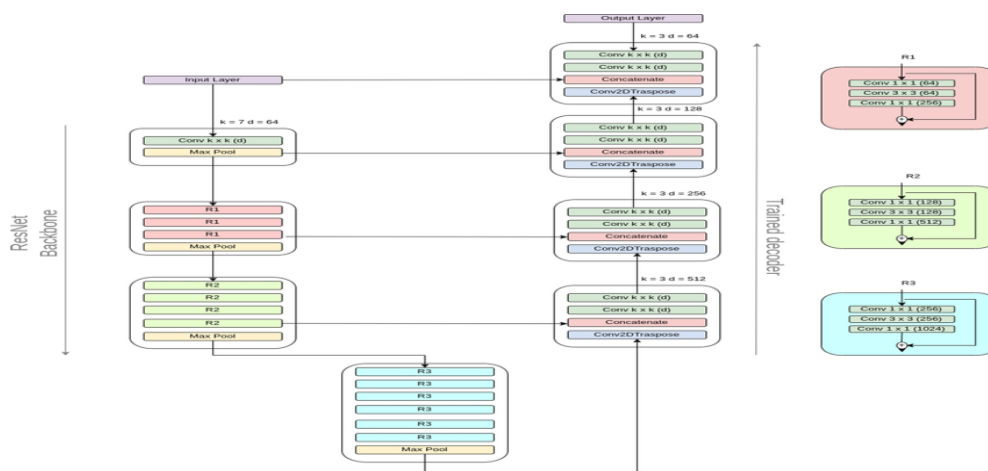 ResNet
Backbone
Input Layer
k = 7 d = 64
Conv k x k (d)
Max Pool
R1
R1
R1
Max Pool
R2
R2
R2
R2
Max Pool
R3
R3
R3
R3
R3
R3
Max Pool
Output Layer
k = 3 d = 64
Conv k x k (d)
Conv k x k (d)
Concatenate
Conv2DTraspose
k = 3 d = 128
Conv k x k (d)
Conv k x k (d)
Concatenate
Conv2DTraspose
k = 3 d = 256
Conv k x k (d)
Conv k x k (d)
Concatenate
Conv2DTraspose
k = 3 d = 512
Conv k x k (d)
Conv k x k (d)
Concatenate
Conv2DTraspose
Trained decoder
R1
Conv 1 x 1 (64)
Conv 3 x 3 (64)
Conv 1 x 1 (256)
+
R2
Conv 1 x 1 (128)
Conv 3 x 3 (128)
Conv 1 x 1 (512)
+
R3
Conv 1 x 1 (256)
Conv 3 x 3 (256)
Conv 1 x 1 (1024)
+